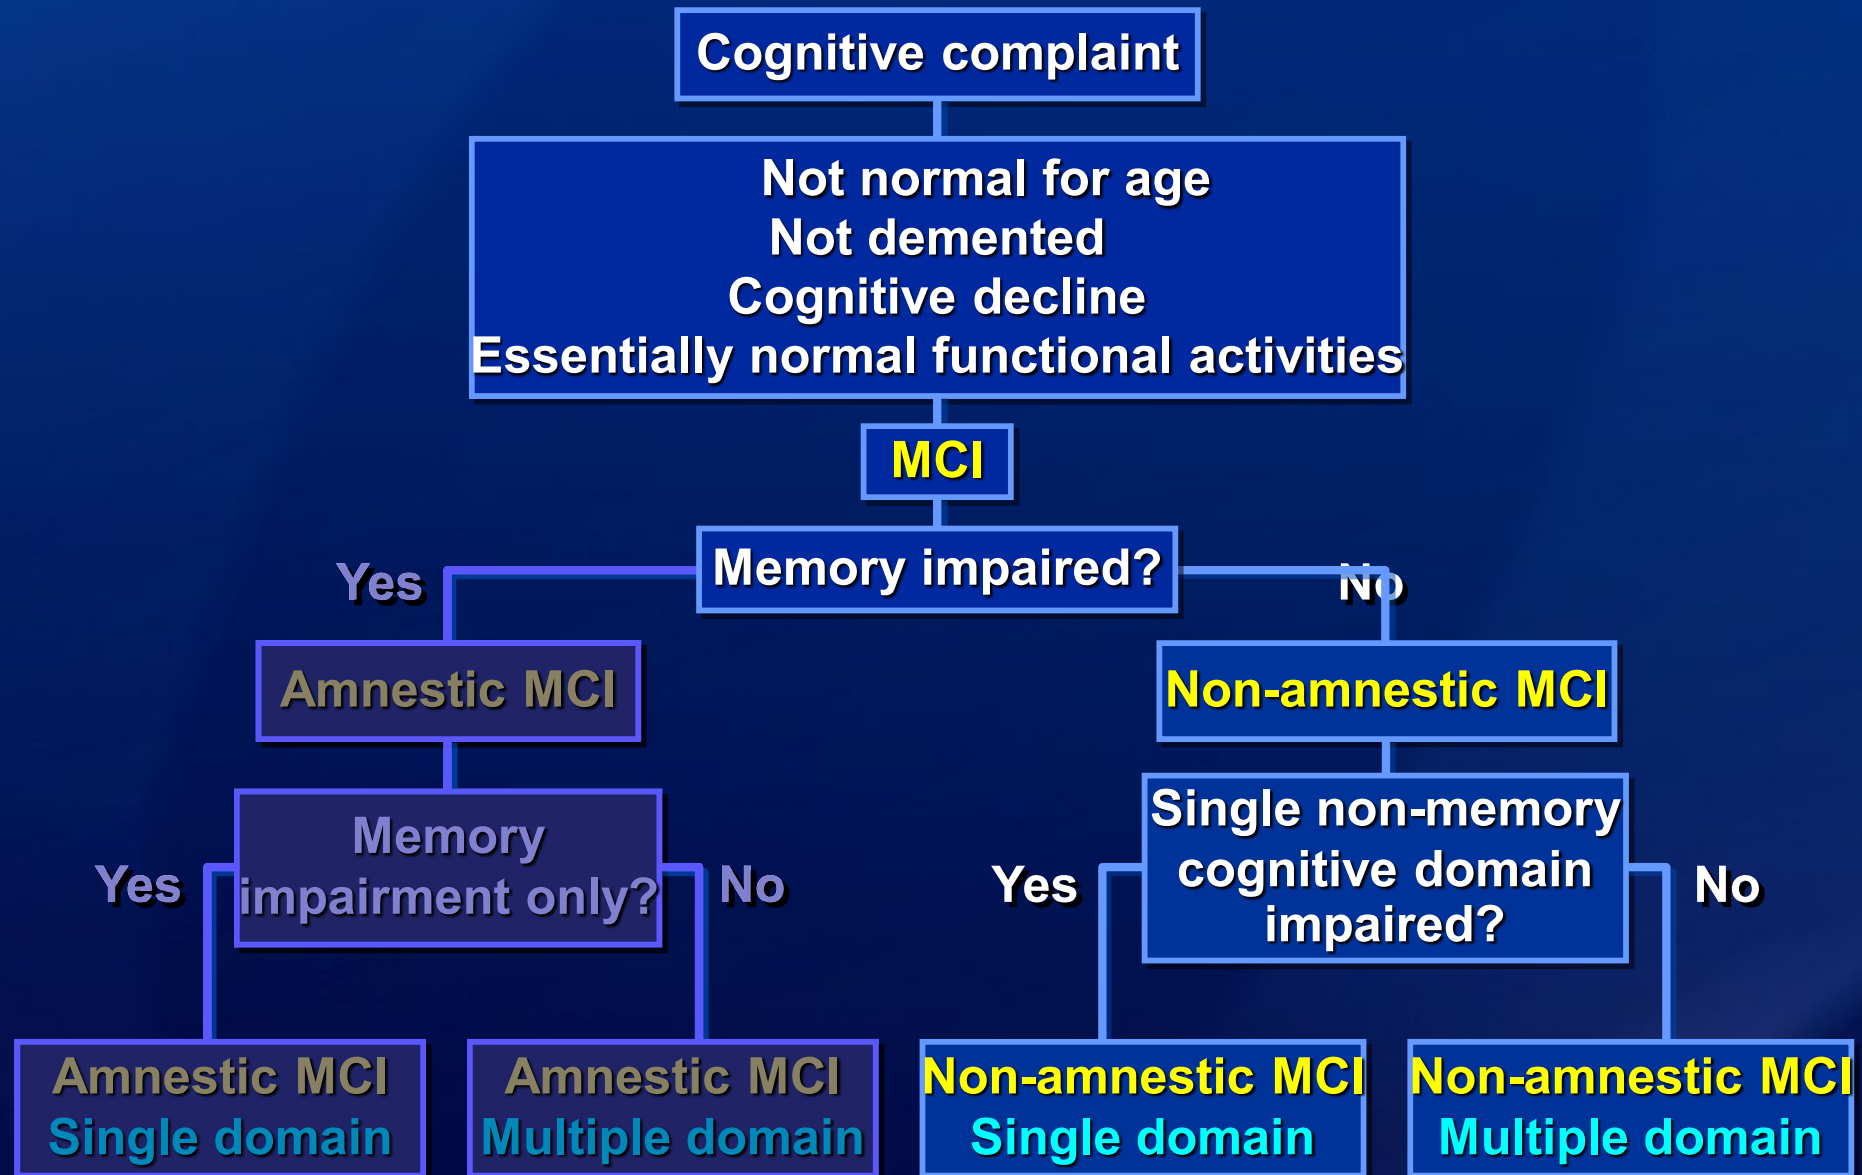 Cognitive complaint
Not normal for age
Not demented
Cognitive decline
Essentially normal functional activities
MCI
Memory impaired?
Yes
No
Amnestic MCI
Non-amnestic MCI
Memory
impairment only?
Yes
No
Single non-memory
cognitive domain
impaired?
Yes
No
Amnestic MCI
Single domain
Amnestic MCI
Multiple domain
Non-amnestic MCI
Single domain
Non-amnestic MCI
Multiple domain